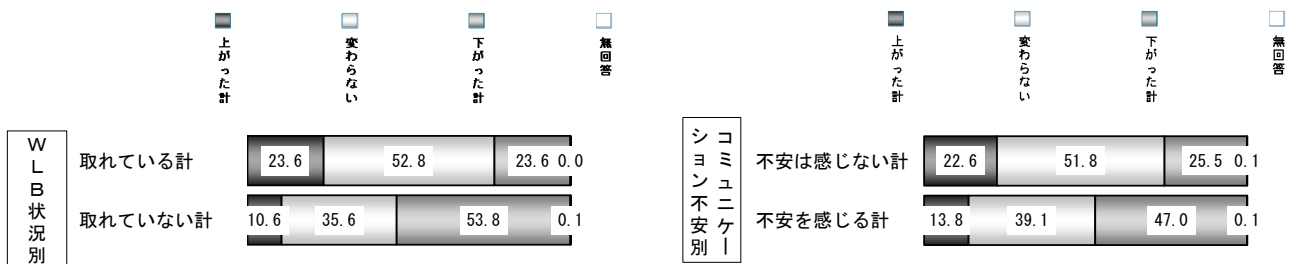 上がった計
変わらない
下がった計
無回答
WLB状況別
取れている計
23.6
52.8
23.6
0.0
取れていない計
10.6
35.6
53.8
0.1
上がった計
変わらない
下がった計
無回答
コミュニケー
ション不安別
不安は感じない計
22.6
51.8
25.5
0.1
不安を感じる計
13.8
39.1
47.0
0.1